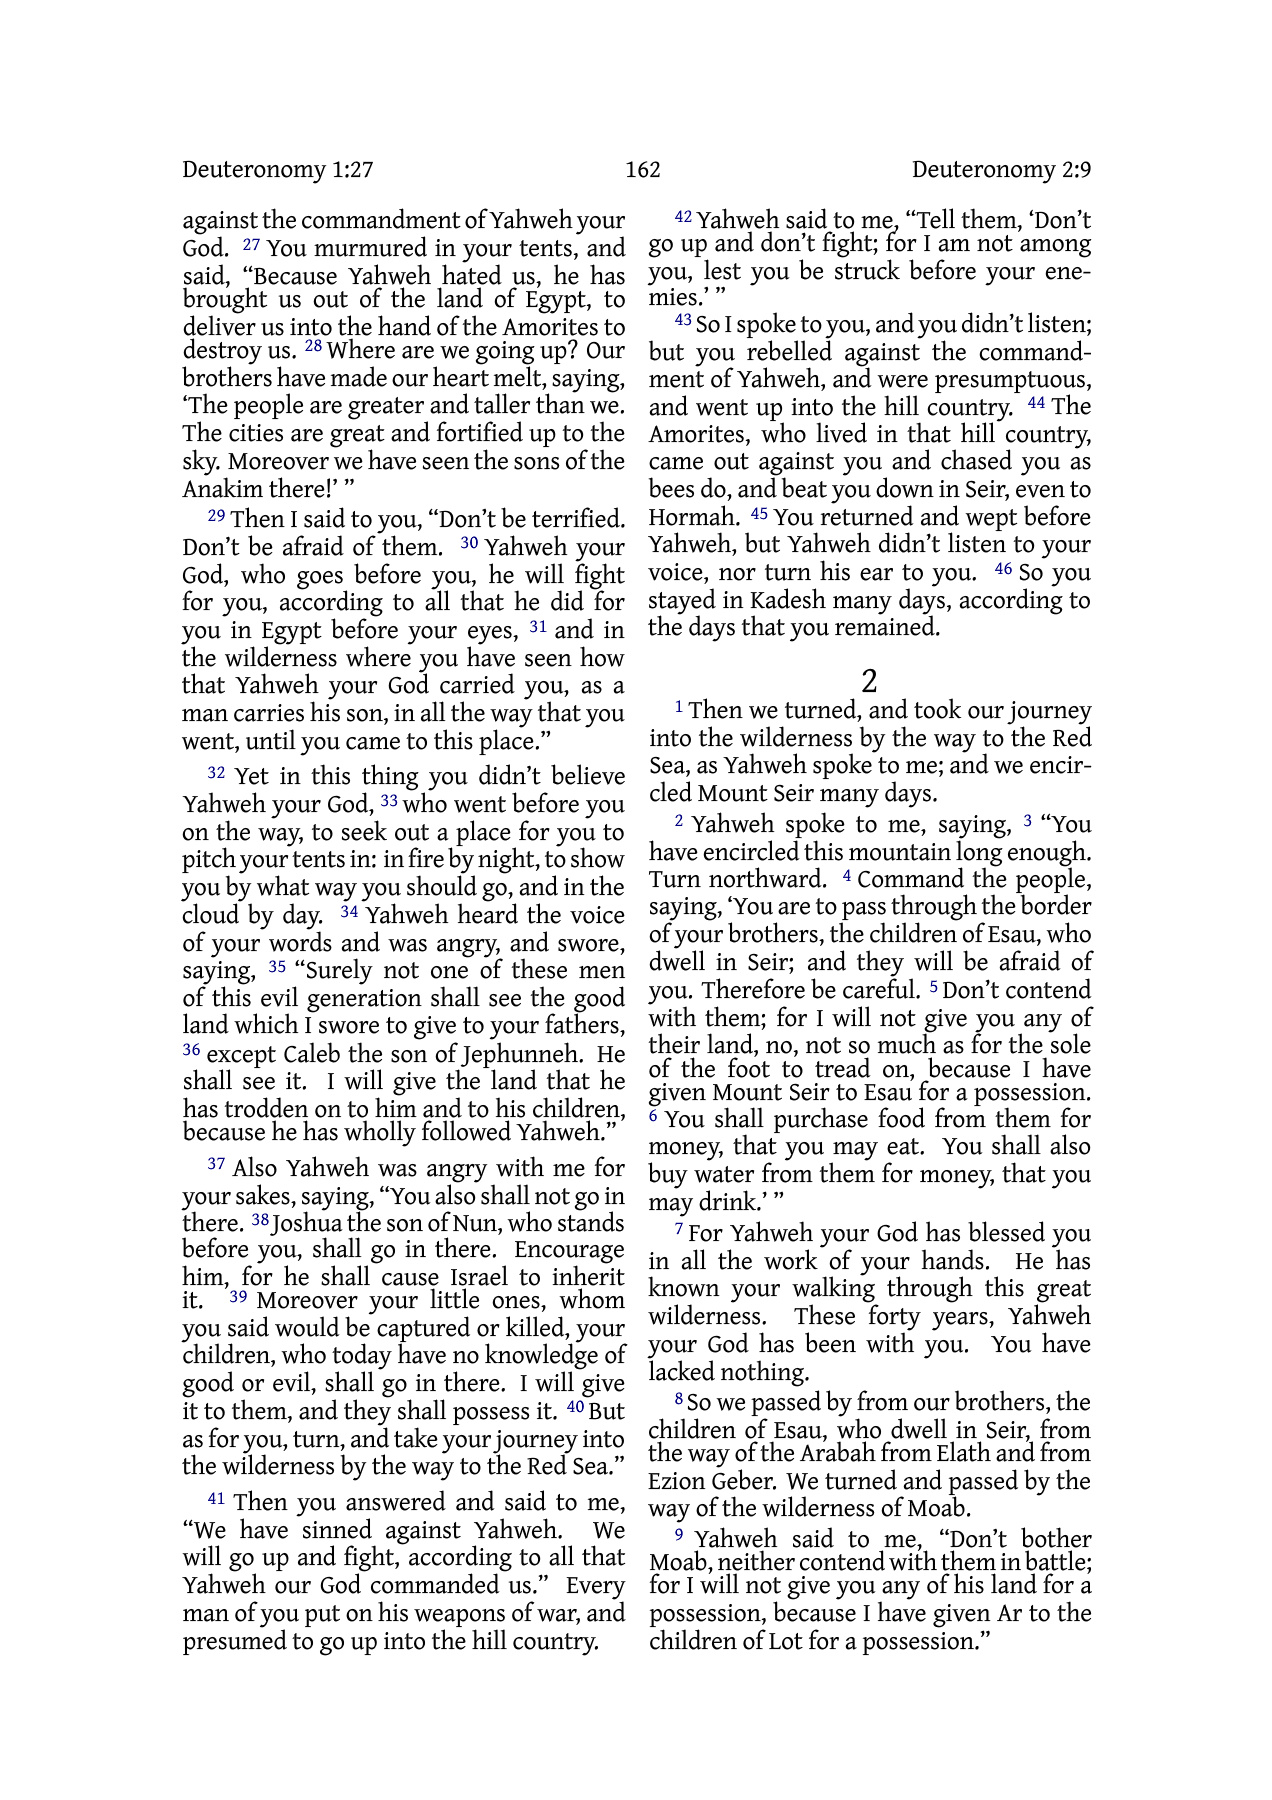 Deuteronomy 1:27
162
Deuteronomy 2:9
against the commandment of Yahweh your
God. 27 You murmured in your tents, and
said, “Because Yahweh hated us, he has
brought us out of the land of Egypt, to
deliver us into the hand of the Amorites to
destroy us. 28 Where are we going up? Our
brothers have made our heart melt, saying,
‘The people are greater and taller than we.
The cities are great and fortified up to the
sky. Moreover we have seen the sons of the
Anakim there!’ ”
29 Then I said to you, “Don’t be terrified.
Don’t be afraid of them. 30 Yahweh your
God, who goes before you, he will fight
for you, according to all that he did for
you in Egypt before your eyes, 31 and in
the wilderness where you have seen how
that Yahweh your God carried you, as a
man carries his son, in all the way that you
went, until you came to this place.”
32 Yet in this thing you didn’t believe
Yahweh your God, 33 who went before you
on the way, to seek out a place for you to
pitch your tents in: in fire by night, to show
you by what way you should go, and in the
cloud by day. 34 Yahweh heard the voice
of your words and was angry, and swore,
saying, 35 “Surely not one of these men
of this evil generation shall see the good
land which I swore to give to your fathers,
36 except Caleb the son of Jephunneh. He
shall see it. I will give the land that he
has trodden on to him and to his children,
because he has wholly followed Yahweh.”
37 Also Yahweh was angry with me for
your sakes, saying, “You also shall not go in
there. 38 Joshua the son of Nun, who stands
before you, shall go in there. Encourage
him, for he shall cause Israel to inherit
it. 39 Moreover your little ones, whom
you said would be captured or killed, your
children, who today have no knowledge of
good or evil, shall go in there. I will give
it to them, and they shall possess it. 40 But
as for you, turn, and take your journey into
the wilderness by the way to the Red Sea.”
41 Then you answered and said to me,
“We have sinned against Yahweh. We
will go up and fight, according to all that
Yahweh our God commanded us.” Every
man of you put on his weapons of war, and
presumed to go up into the hill country.
42 Yahweh said to me, “Tell them, ‘Don’t
go up and don’t fight; for I am not among
you, lest you be struck before your ene-
mies.’ ”
43 So I spoke to you, and you didn’t listen;
but you rebelled against the command-
ment of Yahweh, and were presumptuous,
and went up into the hill country. 44 The
Amorites, who lived in that hill country,
came out against you and chased you as
bees do, and beat you down in Seir, even to
Hormah. 45 You returned and wept before
Yahweh, but Yahweh didn’t listen to your
voice, nor turn his ear to you. 46 So you
stayed in Kadesh many days, according to
the days that you remained.
2
1 Then we turned, and took our journey
into the wilderness by the way to the Red
Sea, as Yahweh spoke to me; and we encir-
cled Mount Seir many days.
2 Yahweh spoke to me, saying, 3 “You
have encircled this mountain long enough.
Turn northward. 4 Command the people,
saying, ‘You are to pass through the border
of your brothers, the children of Esau, who
dwell in Seir; and they will be afraid of
you. Therefore be careful. 5 Don’t contend
with them; for I will not give you any of
their land, no, not so much as for the sole
of the foot to tread on, because I have
given Mount Seir to Esau for a possession.
6 You shall purchase food from them for
money, that you may eat. You shall also
buy water from them for money, that you
may drink.’ ”
7 For Yahweh your God has blessed you
in all the work of your hands. He has
known your walking through this great
wilderness. These forty years, Yahweh
your God has been with you. You have
lacked nothing.
8 So we passed by from our brothers, the
children of Esau, who dwell in Seir, from
the way of the Arabah from Elath and from
Ezion Geber. We turned and passed by the
way of the wilderness of Moab.
9 Yahweh said to me, “Don’t bother
Moab, neither contend with them in battle;
for I will not give you any of his land for a
possession, because I have given Ar to the
children of Lot for a possession.”